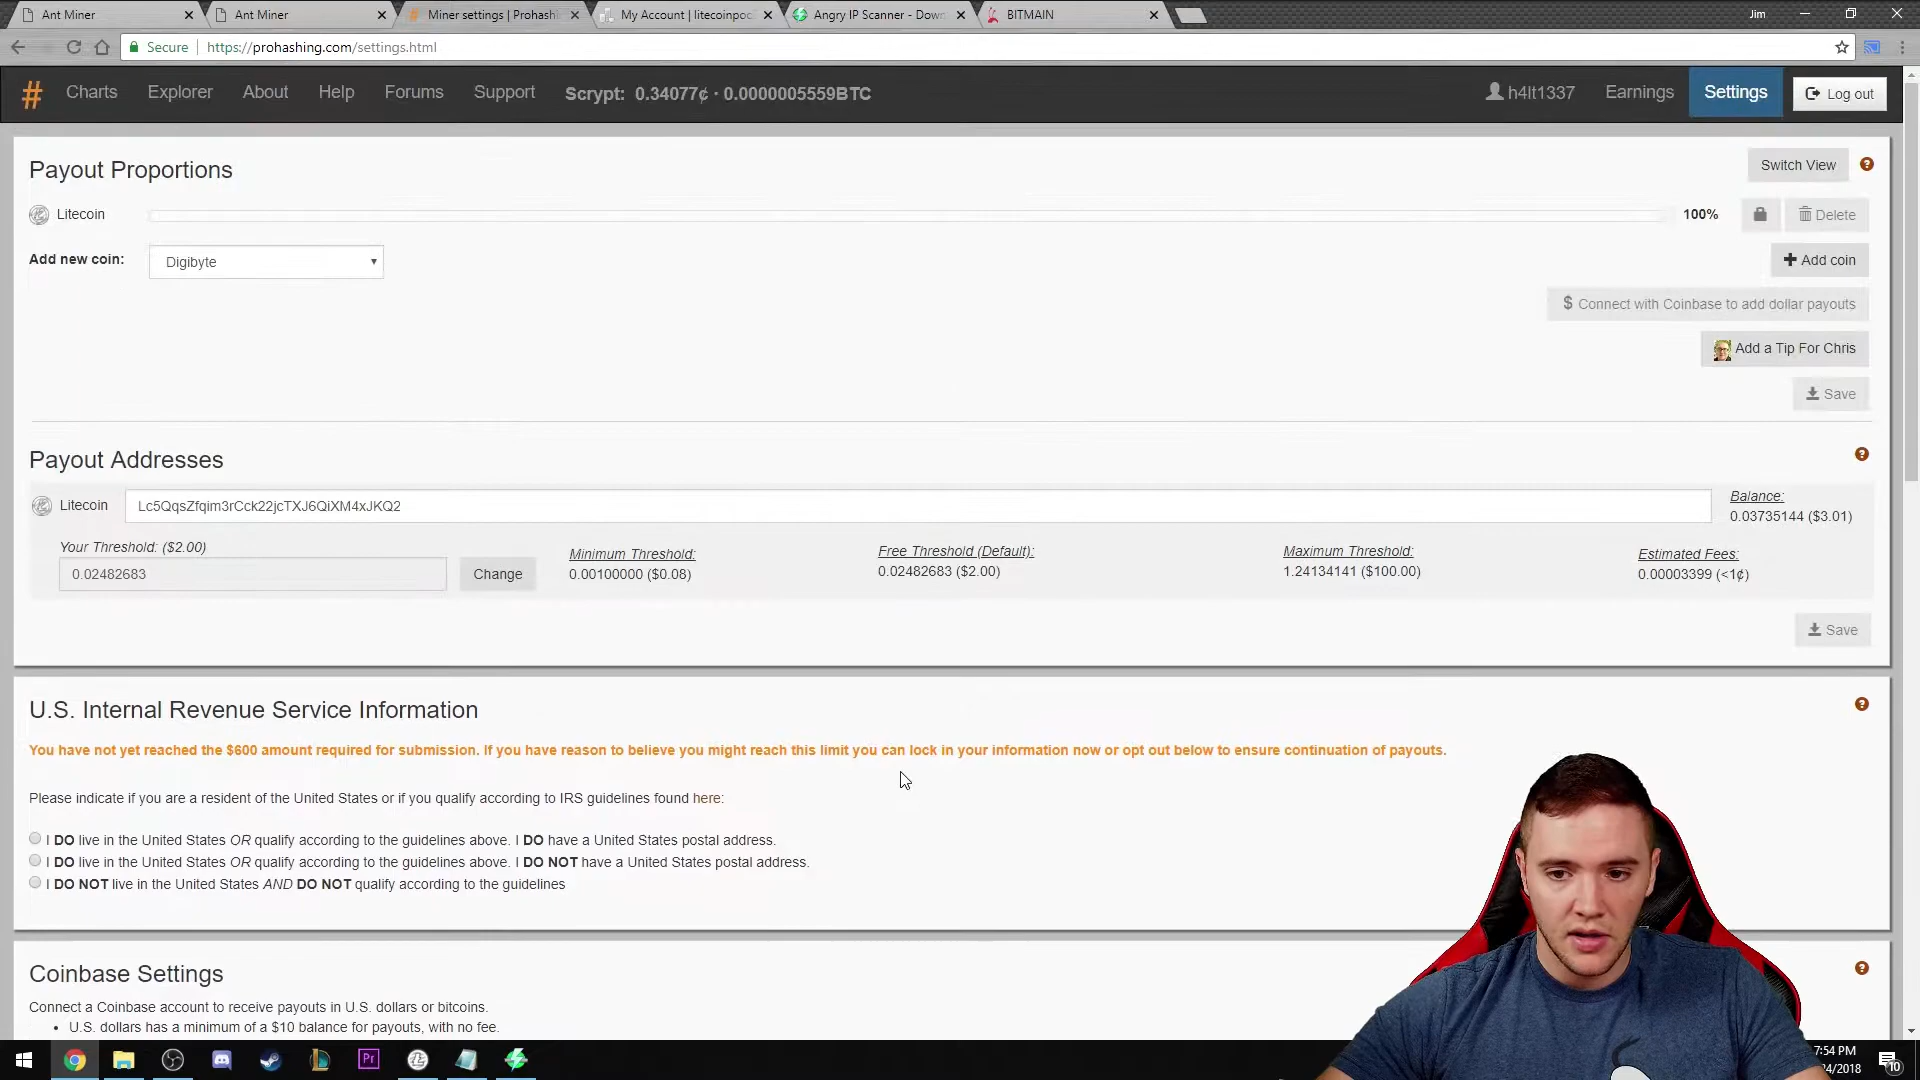 Ant Miner
Ant Miner
Miner settings | Prohashi
My Account | litecoinpoo
Angry IP Scanner - Down
BITMAIN
Jim
Secure
https://prohashing.com/settings.html
#
Charts
Explorer
About
Help
Forums
Support
Scrypt: 0.34077¢ · 0.0000005559BTC
h4lt1337
Earnings
Settings
Log out
Payout Proportions
Switch View
Litecoin
100%
Delete
Add new coin:
Digibyte
Add coin
$ Connect with Coinbase to add dollar payouts
Add a Tip For Chris
Save
Payout Addresses
Litecoin
Lc5QqsZfqim3rCck22jcTXJ6QiXM4xJKQ2
Balance:
0.03735144 ($3.01)
Your Threshold: ($2.00)
0.02482683
Change
Minimum Threshold:
0.00100000 ($0.08)
Free Threshold (Default):
0.02482683 ($2.00)
Maximum Threshold:
1.24134141 ($100.00)
Estimated Fees:
0.00003399 (<1¢)
Save
U.S. Internal Revenue Service Information
You have not yet reached the $600 amount required for submission. If you have reason to believe you might reach this limit you can lock in your information now or opt out below to ensure continuation of payouts.
Please indicate if you are a resident of the United States or if you qualify according to IRS guidelines found here:
I DO live in the United States OR qualify according to the guidelines above. I DO have a United States postal address.
I DO live in the United States OR qualify according to the guidelines above. I DO NOT have a United States postal address.
I DO NOT live in the United States AND DO NOT qualify according to the guidelines
Coinbase Settings
Connect a Coinbase account to receive payouts in U.S. dollars or bitcoins.
• U.S. dollars has a minimum of a $10 balance for payouts, with no fee.
Pr
7:54 PM
24/2018
10